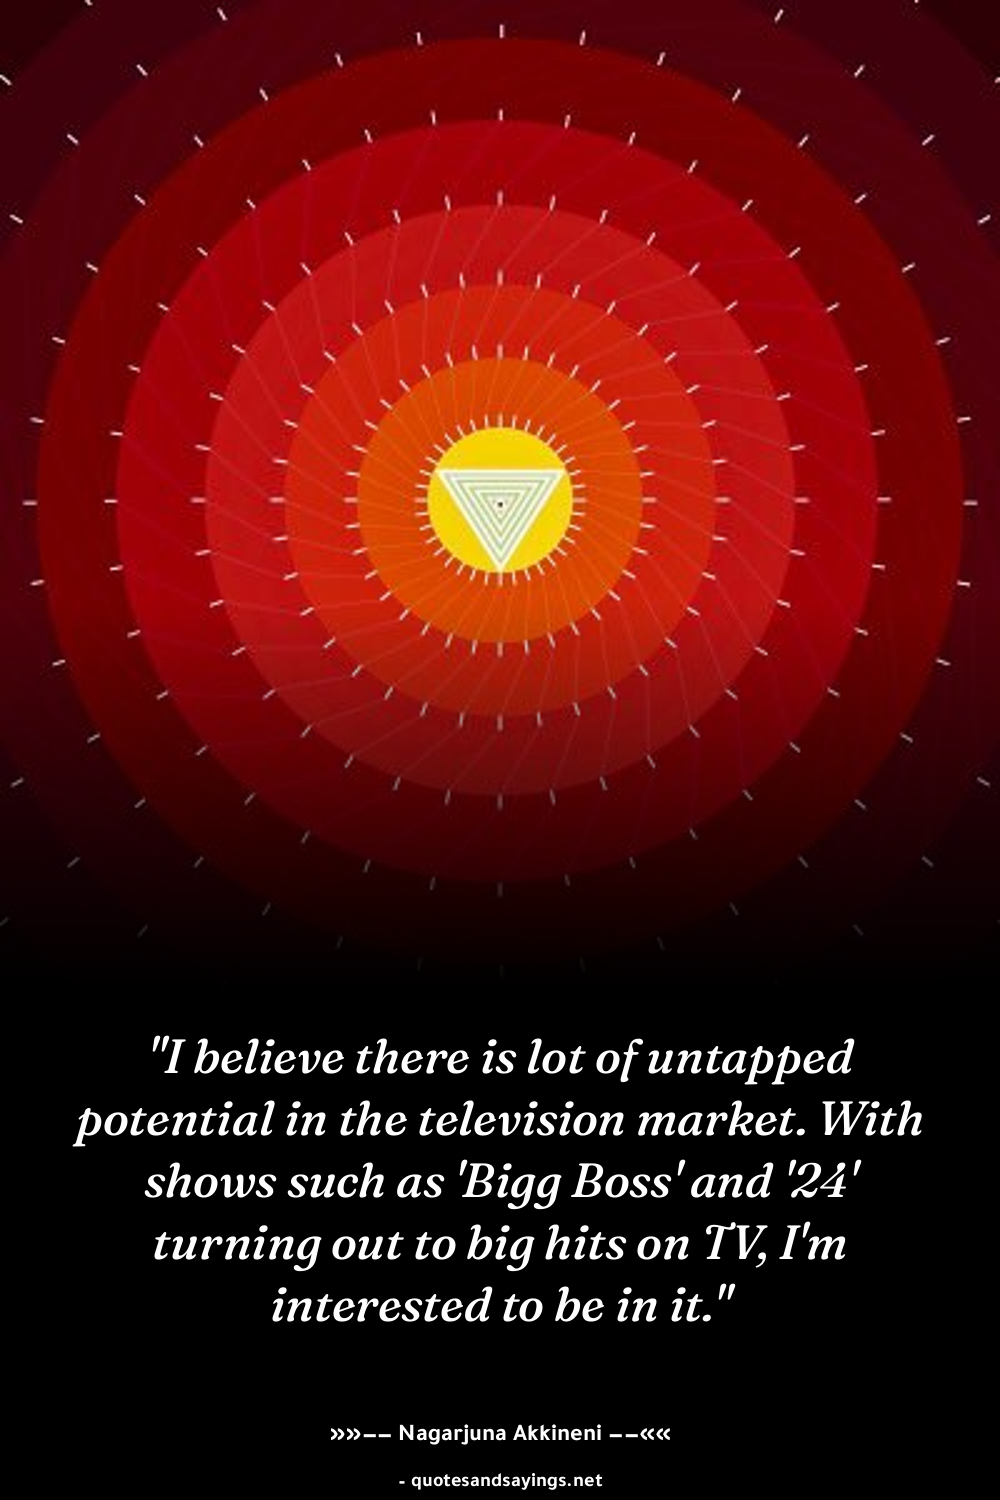 "I believe there is lot of untapped
potential in the television market. With
shows such as 'Bigg Boss' and '24'
turning out to big hits on TV, I'm
interested to be in it."
»»−− Nagarjuna Akkineni −−««
- quotesandsayings.net